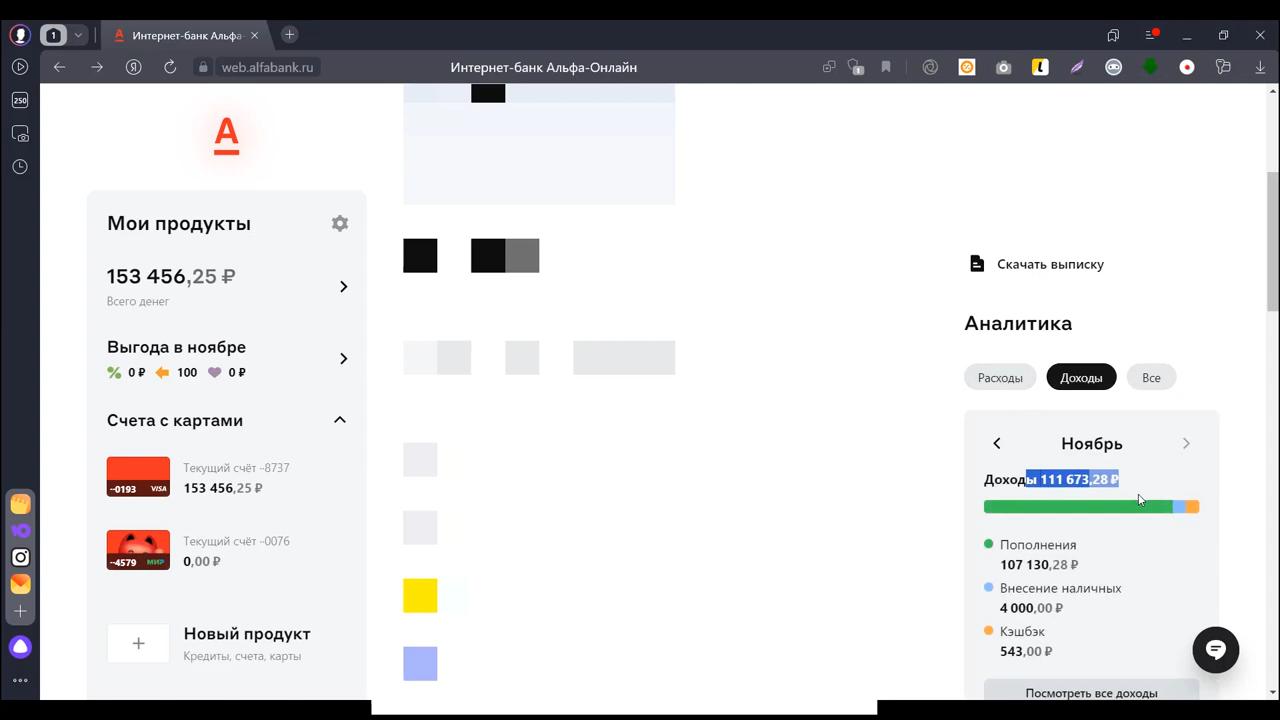 1
Интернет-банк Альфа-
web.alfabank.ru
Интернет-банк Альфа-Онлайн
1
250
А
Мои продукты
153 456,25 ₽
Всего денег
Выгода в ноябре
0 ₽ 100 0 ₽
Счета с картами
Текущий счёт ··8737
153 456,25 ₽
··0193 VISA
Текущий счёт ··0076
0,00 ₽
··4579 МИР
Новый продукт
Кредиты, счета, карты
Скачать выписку
Аналитика
Расходы Доходы Все
Ноябрь
Доходы 111 673,28 ₽
Пополнения
107 130,28 ₽
Внесение наличных
4 000,00 ₽
Кэшбэк
543,00 ₽
Посмотреть все доходы